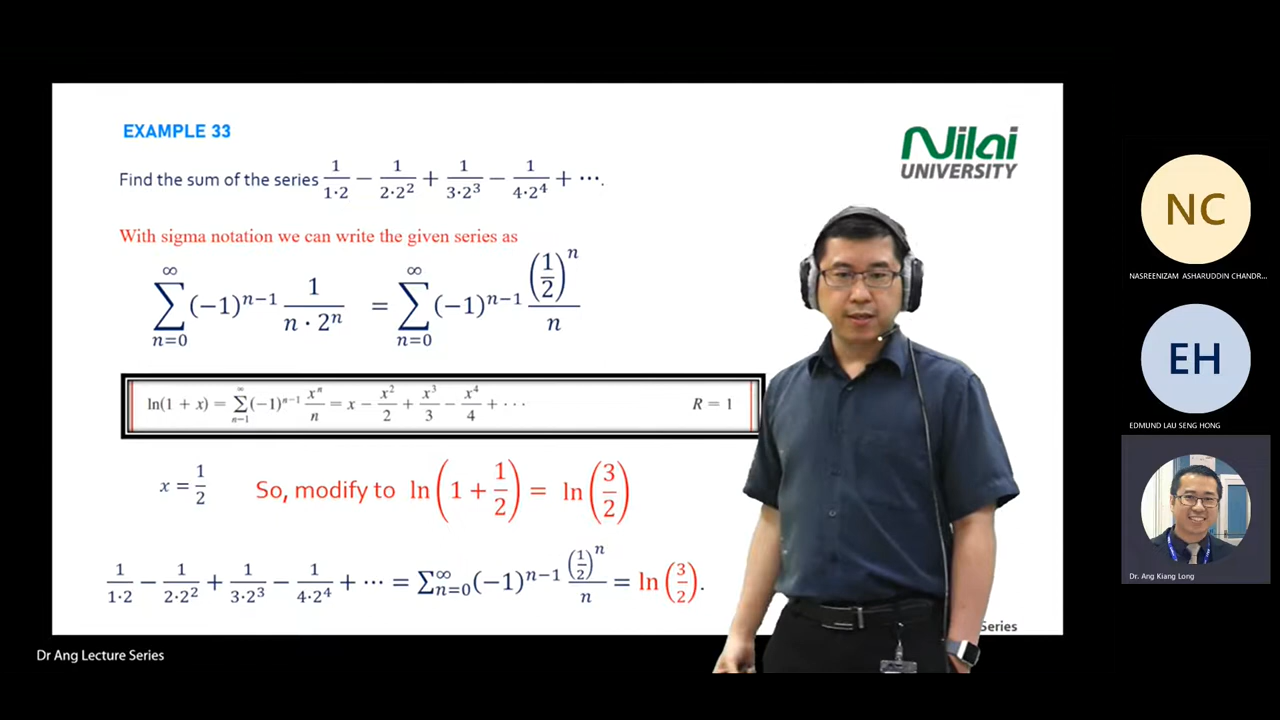 EXAMPLE 33
Find the sum of the series 1/(1·2) − 1/(2·2²) + 1/(3·2³) − 1/(4·2⁴) + ⋯.
Nilai
UNIVERSITY
With sigma notation we can write the given series as
∑_{n=0}^{∞} (−1)^{n−1} 1/(n · 2ⁿ) = ∑_{n=0}^{∞} (−1)^{n−1} (1/2)ⁿ/n
ln(1 + x) = ∑_{n−1}^{∞} (−1)^{n−1} xⁿ/n = x − x²/2 + x³/3 − x⁴/4 + · · · R = 1
x = 1/2 So, modify to ln(1 + 1/2) = ln(3/2)
1/(1·2) − 1/(2·2²) + 1/(3·2³) − 1/(4·2⁴) + ⋯ = ∑_{n=0}^{∞} (−1)^{n−1} (1/2)ⁿ/n = ln(3/2).
Series
Dr Ang Lecture Series
NC
NASREENIZAM ASHARUDDIN CHANDR...
EH
EDMUND LAU SENG HONG
Dr. Ang Kiang Long